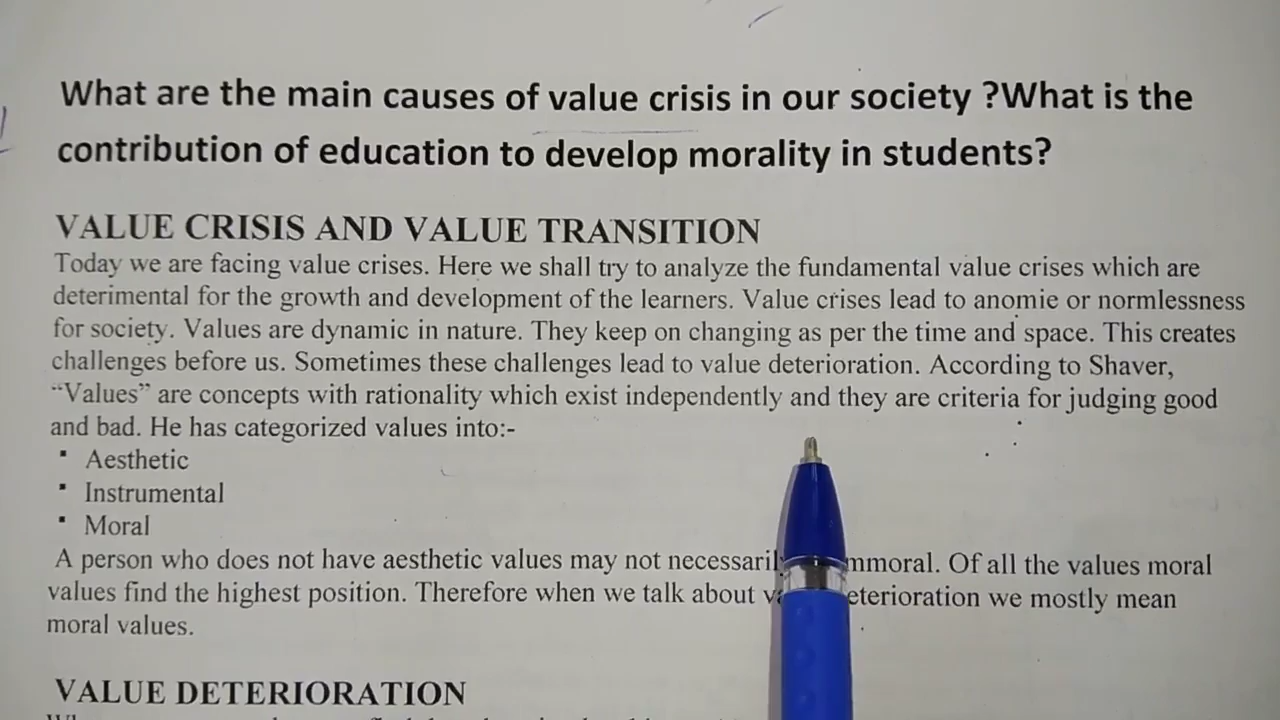 What are the main causes of value crisis in our society ?What is the
contribution of education to develop morality in students?
VALUE CRISIS AND VALUE TRANSITION
Today we are facing value crises. Here we shall try to analyze the fundamental value crises which are
deterimental for the growth and development of the learners. Value crises lead to anomie or normlessness
for society. Values are dynamic in nature. They keep on changing as per the time and space. This creates
challenges before us. Sometimes these challenges lead to value deterioration. According to Shaver,
“Values” are concepts with rationality which exist independently and they are criteria for judging good
and bad. He has categorized values into:-
▪ Aesthetic
▪ Instrumental
▪ Moral
A person who does not have aesthetic values may not necessaril mmoral. Of all the values moral
values find the highest position. Therefore when we talk about va eterioration we mostly mean
moral values.
VALUE DETERIORATION